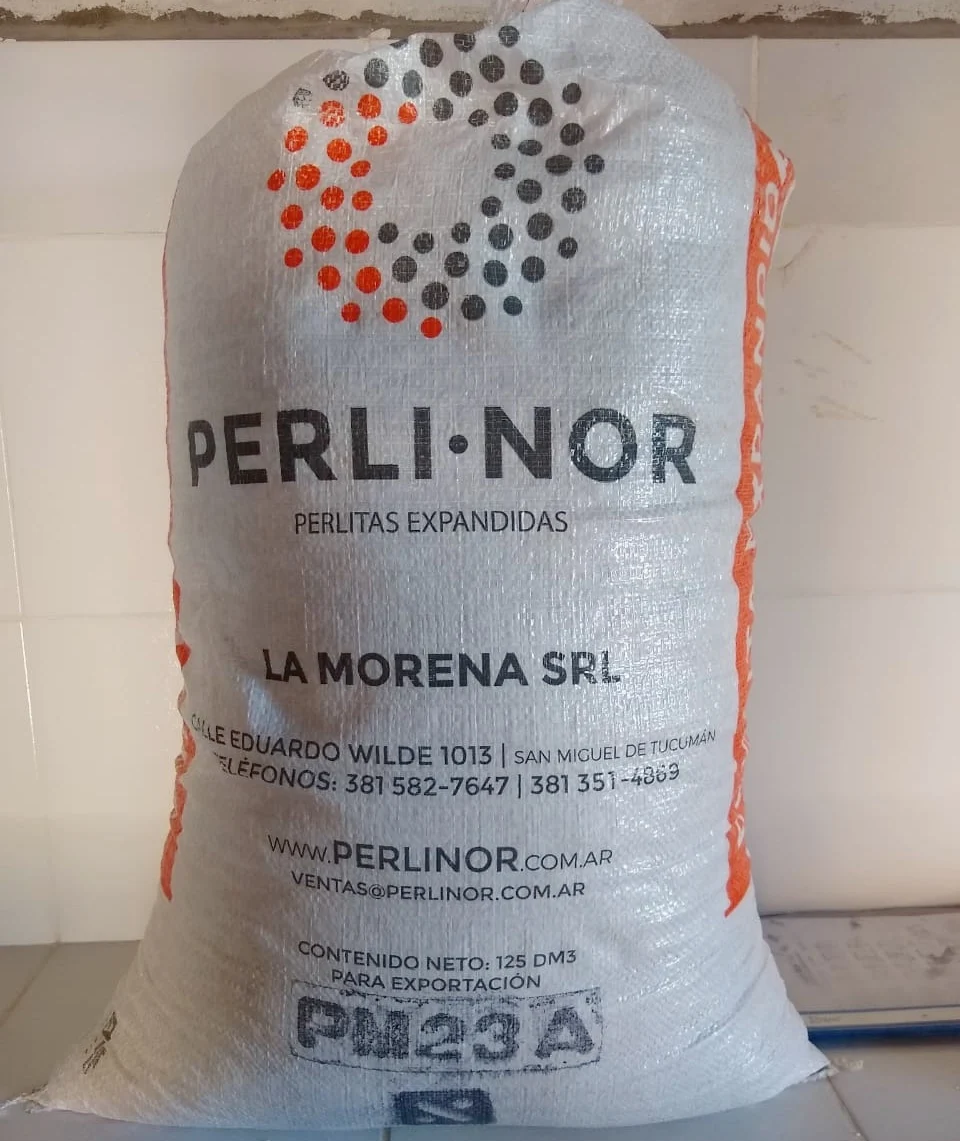 PERLI·NOR
PERLITAS EXPANDIDAS
LA MORENA SRL
CALLE EDUARDO WILDE 1013 | SAN MIGUEL DE TUCUMÁN
TELÉFONOS: 381 582-7647 | 381 351-4869
WWW.PERLINOR.COM.AR
VENTAS@PERLINOR.COM.AR
CONTENIDO NETO: 125 DM3
PARA EXPORTACIÓN
PM23A